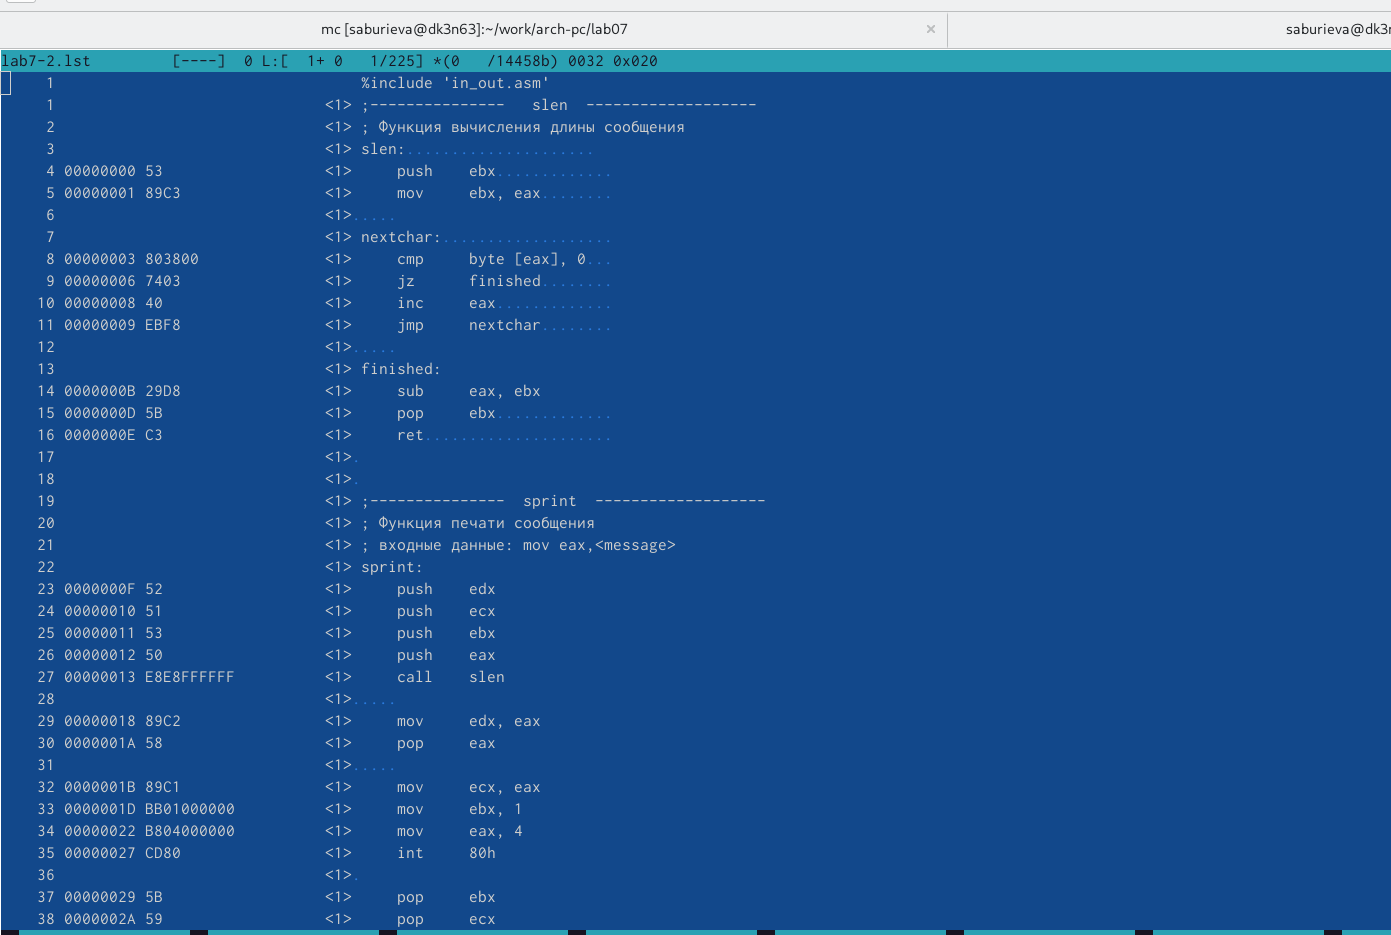 mc [saburieva@dk3n63]:~/work/arch-pc/lab07 × saburieva@dk3n
lab7-2.lst [----] 0 L:[ 1+ 0 1/225] *(0 /14458b) 0032 0x020
1 %include 'in_out.asm'
1 <1> ;--------------- slen -------------------
2 <1> ; Функция вычисления длины сообщения
3 <1> slen:.....................
4 00000000 53 <1> push ebx.............
5 00000001 89C3 <1> mov ebx, eax........
6 <1>.....
7 <1> nextchar:...................
8 00000003 803800 <1> cmp byte [eax], 0...
9 00000006 7403 <1> jz finished........
10 00000008 40 <1> inc eax.............
11 00000009 EBF8 <1> jmp nextchar........
12 <1>.....
13 <1> finished:
14 0000000B 29D8 <1> sub eax, ebx
15 0000000D 5B <1> pop ebx.............
16 0000000E C3 <1> ret.....................
17 <1>.
18 <1>.
19 <1> ;--------------- sprint -------------------
20 <1> ; Функция печати сообщения
21 <1> ; входные данные: mov eax,<message>
22 <1> sprint:
23 0000000F 52 <1> push edx
24 00000010 51 <1> push ecx
25 00000011 53 <1> push ebx
26 00000012 50 <1> push eax
27 00000013 E8E8FFFFFF <1> call slen
28 <1>.....
29 00000018 89C2 <1> mov edx, eax
30 0000001A 58 <1> pop eax
31 <1>.....
32 0000001B 89C1 <1> mov ecx, eax
33 0000001D BB01000000 <1> mov ebx, 1
34 00000022 B804000000 <1> mov eax, 4
35 00000027 CD80 <1> int 80h
36 <1>.
37 00000029 5B <1> pop ebx
38 0000002A 59 <1> pop ecx